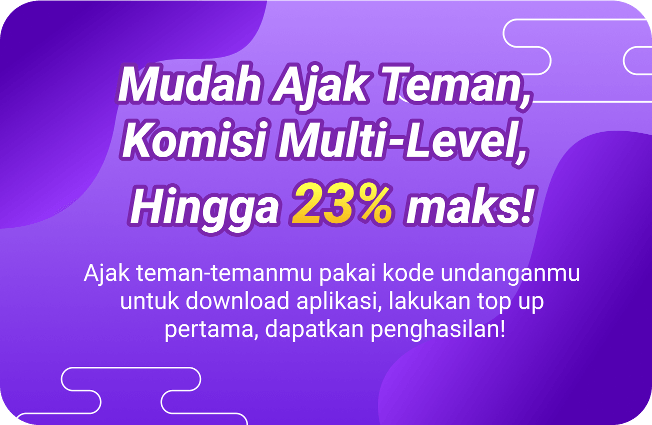 Mudah Ajak Teman,
Komisi Multi-Level,
Hingga 23% maks!
Ajak teman-temanmu pakai kode undanganmu
untuk download aplikasi, lakukan top up
pertama, dapatkan penghasilan!